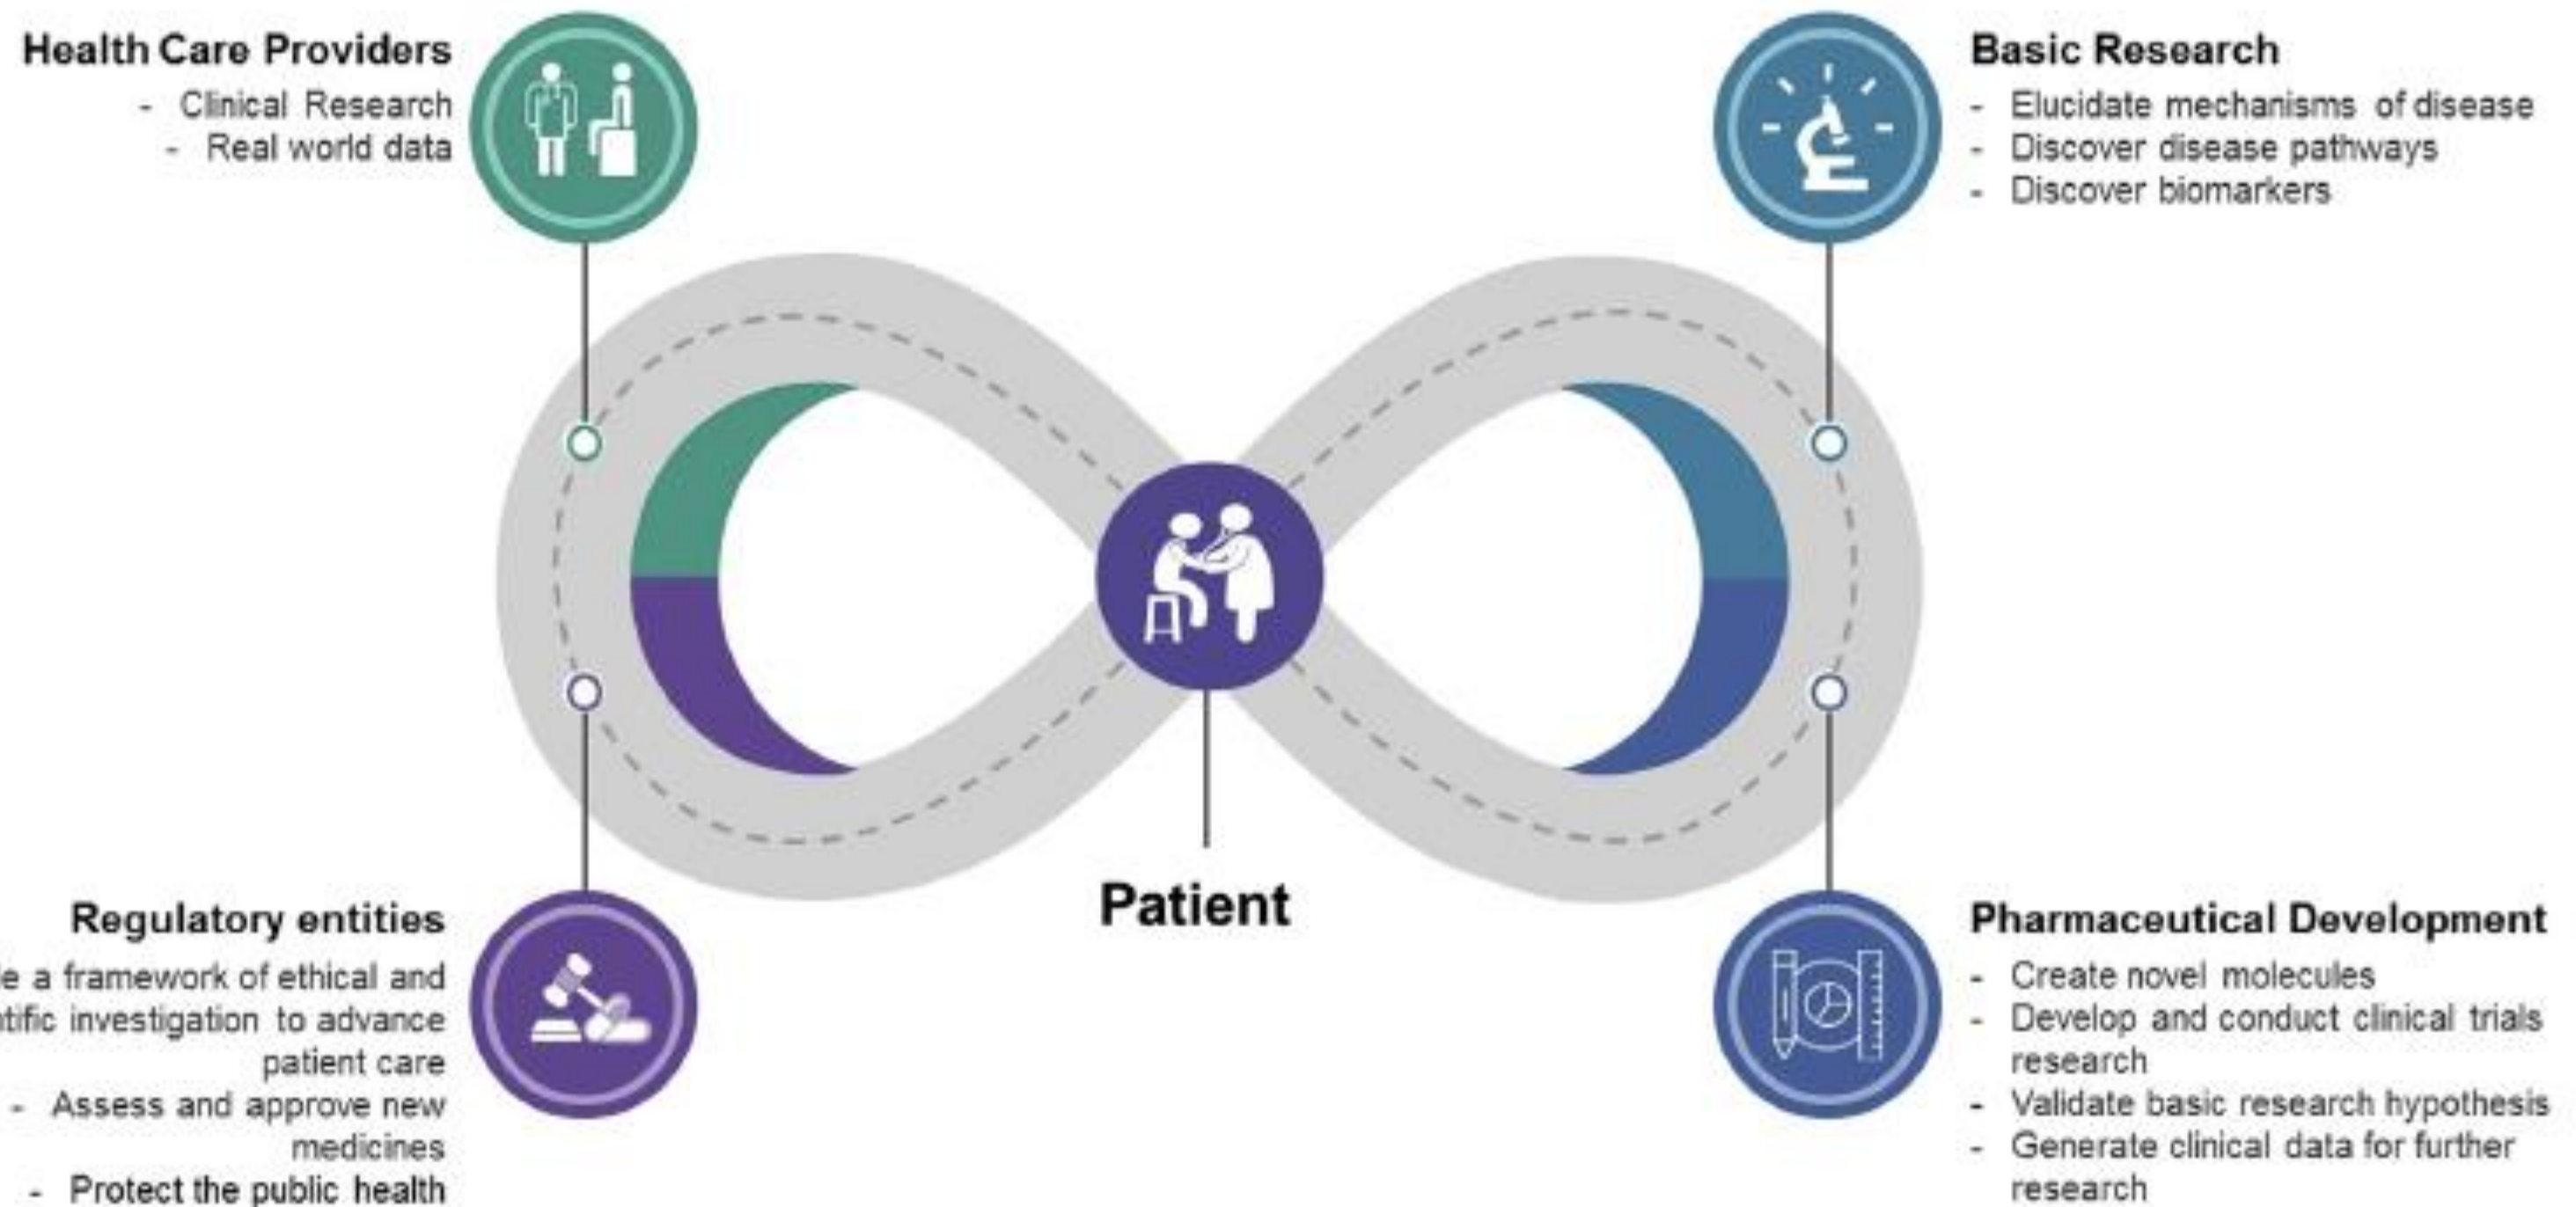 Health Care Providers
- Clinical Research
- Real world data
Basic Research
- Elucidate mechanisms of disease
- Discover disease pathways
- Discover biomarkers
Patient
Regulatory entities
a framework of ethical and
investigation to advance
patient care
- Assess and approve new
medicines
- Protect the public health
Pharmaceutical Development
- Create novel molecules
- Develop and conduct clinical trials
research
- Validate basic research hypothesis
- Generate clinical data for further
research